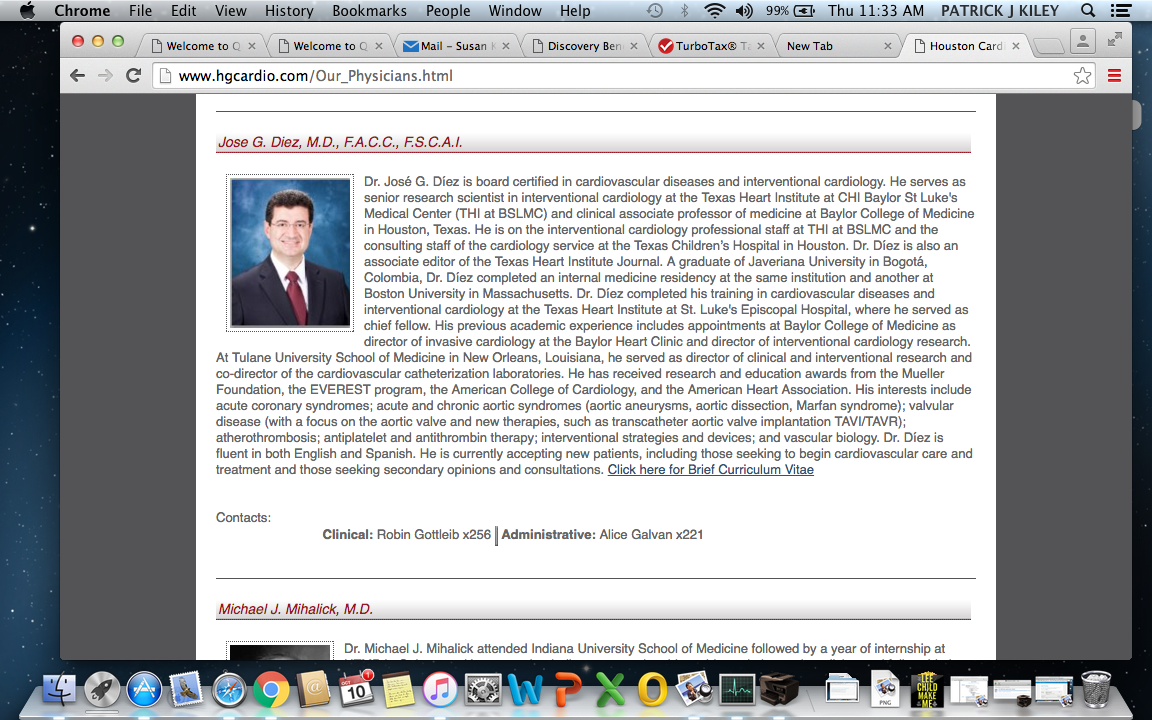 Chrome File Edit View History Bookmarks People Window Help 99% Thu 11:33 AM PATRICK J KILEY
Welcome to Q Welcome to Q Mail – Susan K Discovery Ben TurboTax® Ta New Tab Houston Card
www.hgcardio.com/Our_Physicians.html
Jose G. Diez, M.D., F.A.C.C., F.S.C.A.I.
Dr. José G. Díez is board certified in cardiovascular diseases and interventional cardiology. He serves as
senior research scientist in interventional cardiology at the Texas Heart Institute at CHI Baylor St Luke's
Medical Center (THI at BSLMC) and clinical associate professor of medicine at Baylor College of Medicine
in Houston, Texas. He is on the interventional cardiology professional staff at THI at BSLMC and the
consulting staff of the cardiology service at the Texas Children's Hospital in Houston. Dr. Díez is also an
associate editor of the Texas Heart Institute Journal. A graduate of Javeriana University in Bogotá,
Colombia, Dr. Díez completed an internal medicine residency at the same institution and another at
Boston University in Massachusetts. Dr. Díez completed his training in cardiovascular diseases and
interventional cardiology at the Texas Heart Institute at St. Luke's Episcopal Hospital, where he served as
chief fellow. His previous academic experience includes appointments at Baylor College of Medicine as
director of invasive cardiology at the Baylor Heart Clinic and director of interventional cardiology research.
At Tulane University School of Medicine in New Orleans, Louisiana, he served as director of clinical and interventional research and
co-director of the cardiovascular catheterization laboratories. He has received research and education awards from the Mueller
Foundation, the EVEREST program, the American College of Cardiology, and the American Heart Association. His interests include
acute coronary syndromes; acute and chronic aortic syndromes (aortic aneurysms, aortic dissection, Marfan syndrome); valvular
disease (with a focus on the aortic valve and new therapies, such as transcatheter aortic valve implantation TAVI/TAVR);
atherothrombosis; antiplatelet and antithrombin therapy; interventional strategies and devices; and vascular biology. Dr. Díez is
fluent in both English and Spanish. He is currently accepting new patients, including those seeking to begin cardiovascular care and
treatment and those seeking secondary opinions and consultations. Click here for Brief Curriculum Vitae
Contacts:
Clinical: Robin Gottleib x256 Administrative: Alice Galvan x221
Michael J. Mihalick, M.D.
Dr. Michael J. Mihalick attended Indiana University School of Medicine followed by a year of internship at
OCT 1
10
PNG
LEE
CHILD
MAKE
ME